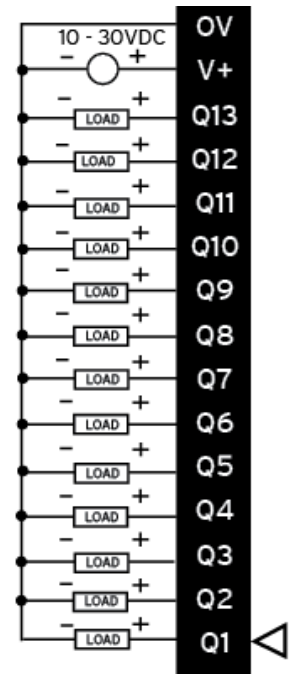 0V
10 - 30VDC
- + V+
- LOAD + Q13
- LOAD + Q12
- LOAD + Q11
- LOAD + Q10
- LOAD + Q9
- LOAD + Q8
- LOAD + Q7
- LOAD + Q6
- LOAD + Q5
- LOAD + Q4
- LOAD + Q3
- LOAD + Q2
- LOAD + Q1